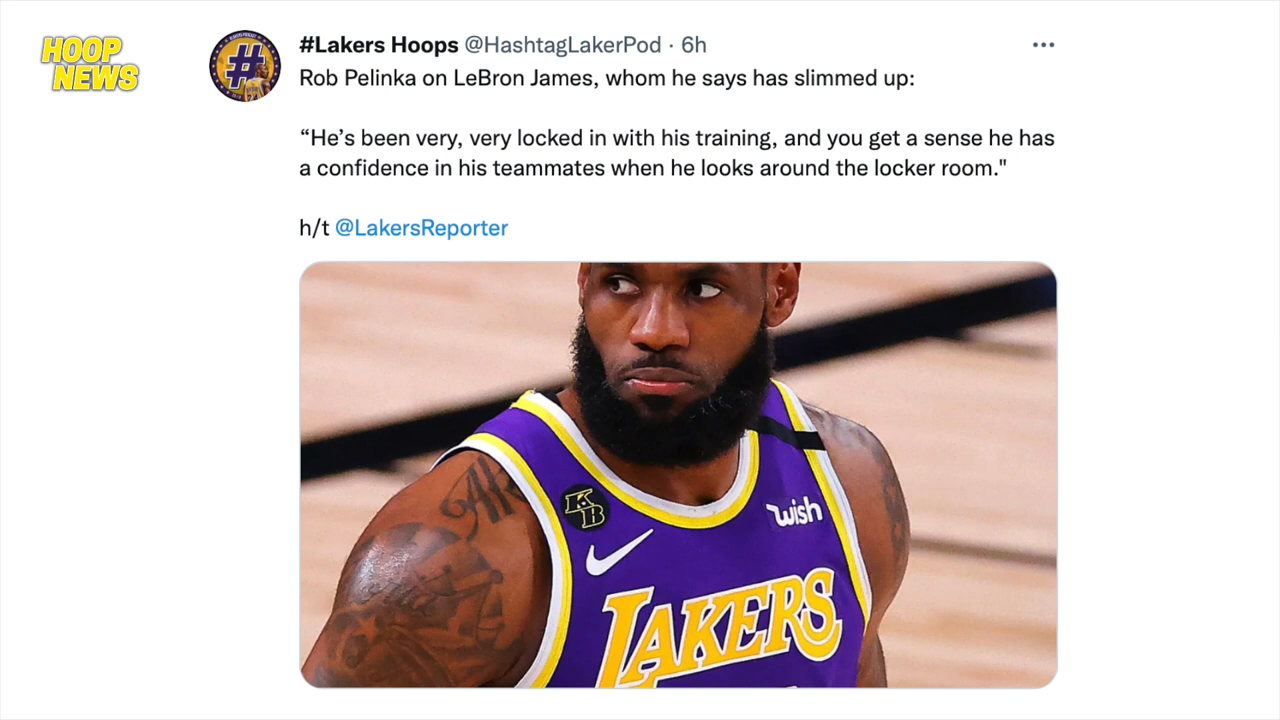 HOOP
NEWS
#Lakers Hoops @HashtagLakerPod · 6h
Rob Pelinka on LeBron James, whom he says has slimmed up:
“He’s been very, very locked in with his training, and you get a sense he has
a confidence in his teammates when he looks around the locker room."
h/t @LakersReporter
KB
wish
LAKERS